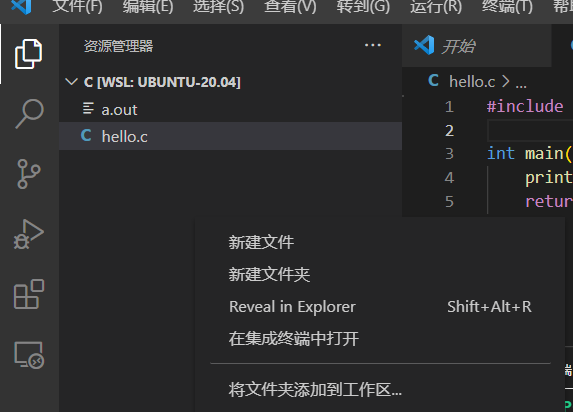 文件(F) 编辑(E) 选择(S) 查看(V) 转到(G) 运行(R) 终端(T)
资源管理器 ...
开始
C [WSL: UBUNTU-20.04]
a.out
C hello.c
C hello.c > ...
1 #include
2
3 int main(
4 print
5 retur
新建文件
新建文件夹
Reveal in Explorer Shift+Alt+R
在集成终端中打开
将文件夹添加到工作区...